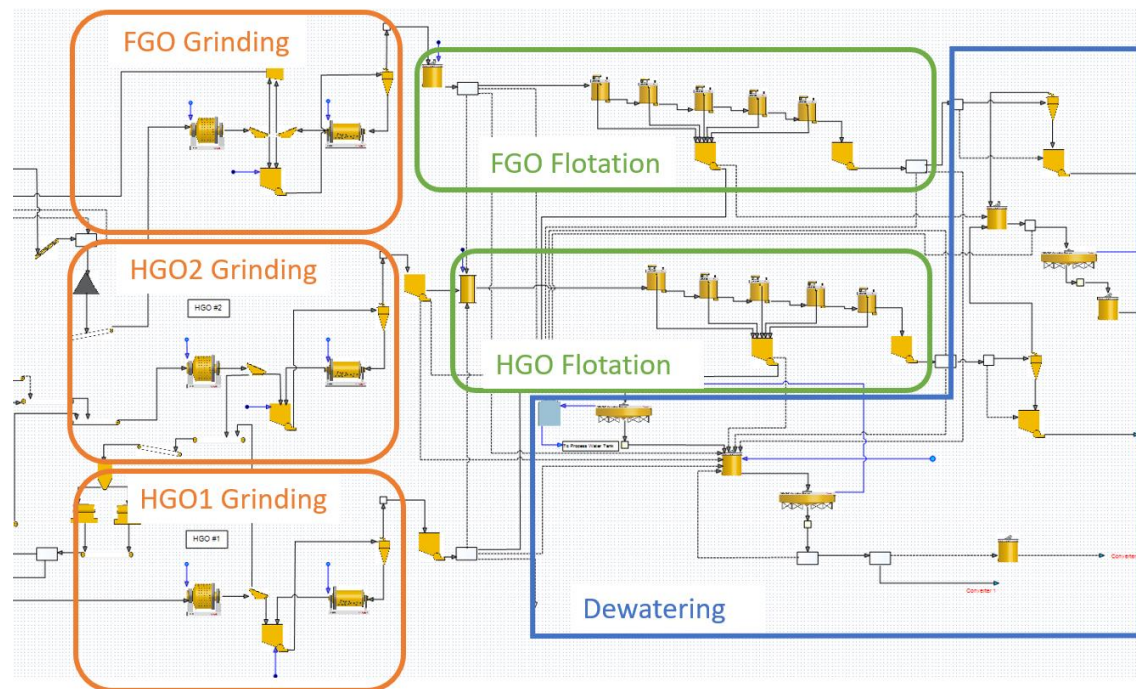 FGO Grinding
FGO Flotation
HGO2 Grinding
HGO #2
HGO Flotation
To Process Water Tank
HGO1 Grinding
HGO #1
Dewatering
Converter
Converter 1